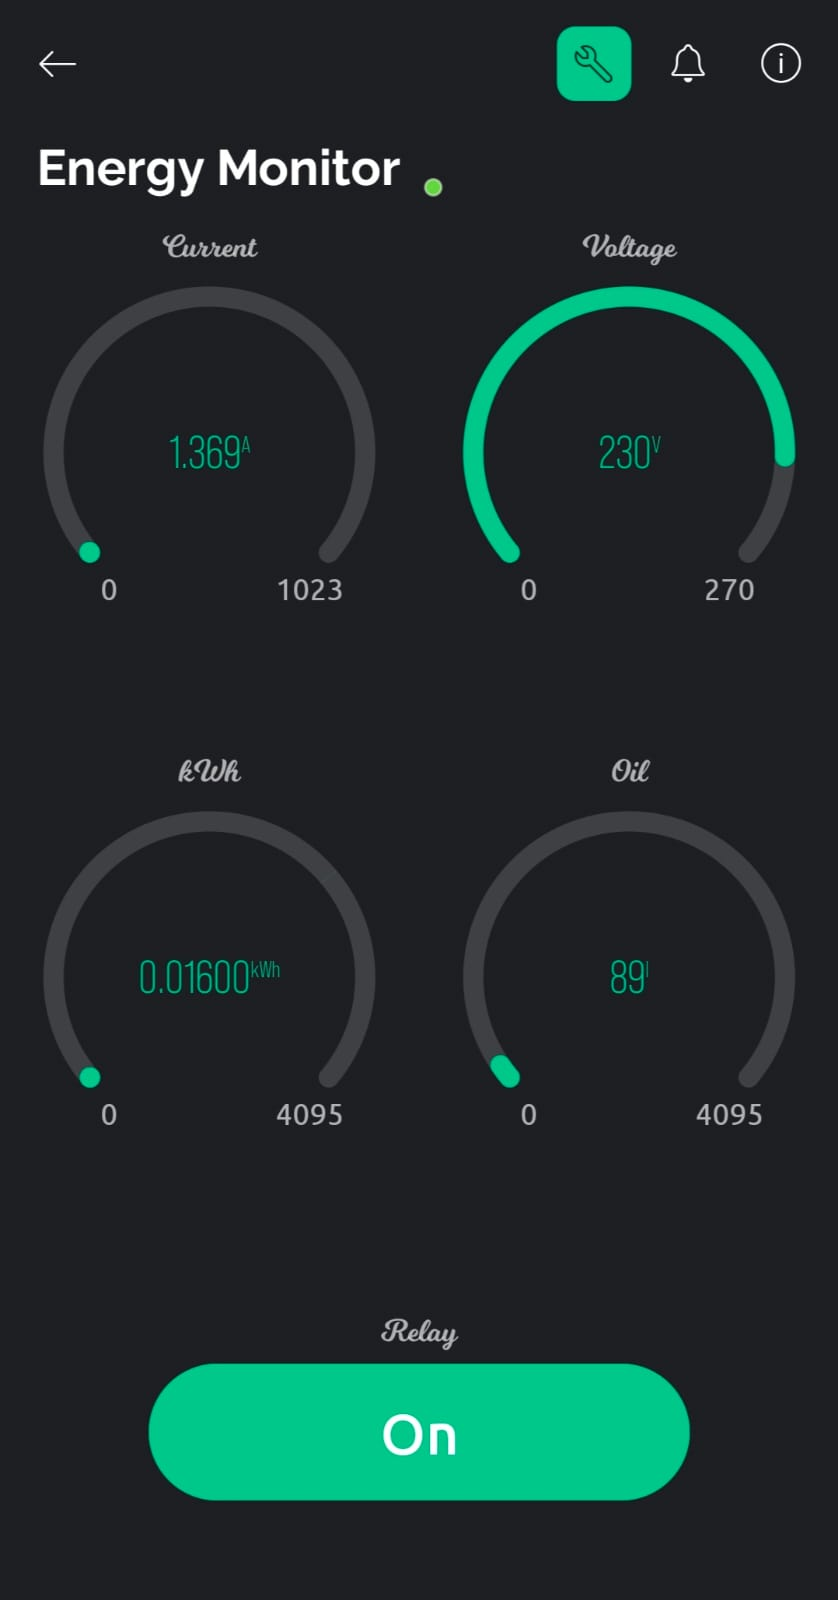 Energy Monitor
Current
Voltage
1.369A
230V
0 1023
0 270
kWh
Oil
0.01600kWh
89l
0 4095
0 4095
Relay
On